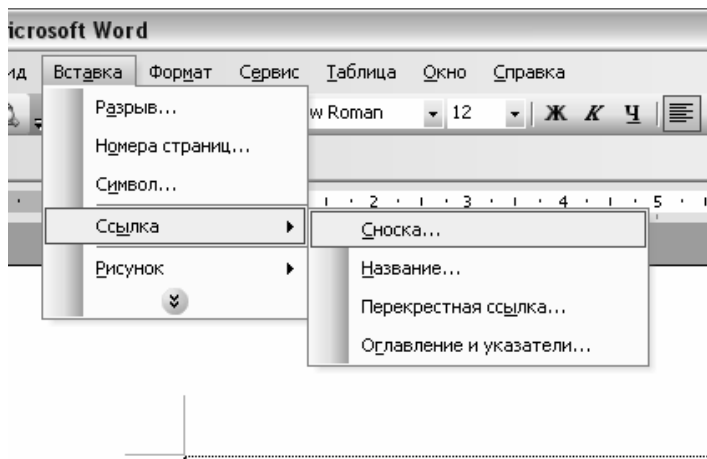 icrosoft Word
ид Вставка Формат Сервис Таблица Окно Справка
w Roman 12 Ж К Ч
Разрыв...
Номера страниц...
Символ...
2 3 4 5
Ссылка Сноска...
Рисунок Название...
Перекрестная ссылка...
Оглавление и указатели...